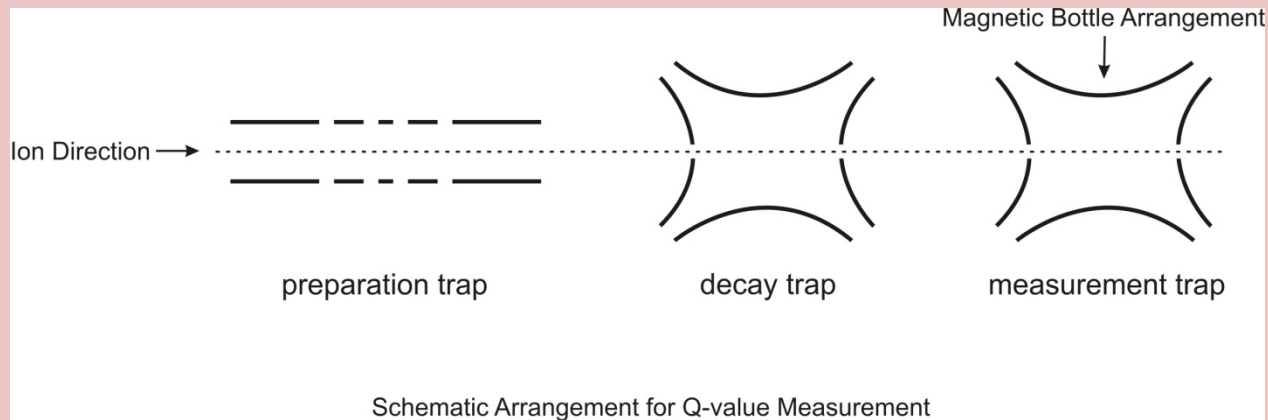 Magnetic Bottle Arrangement
Ion Direction
preparation trap
decay trap
measurement trap
Schematic Arrangement for Q-value Measurement